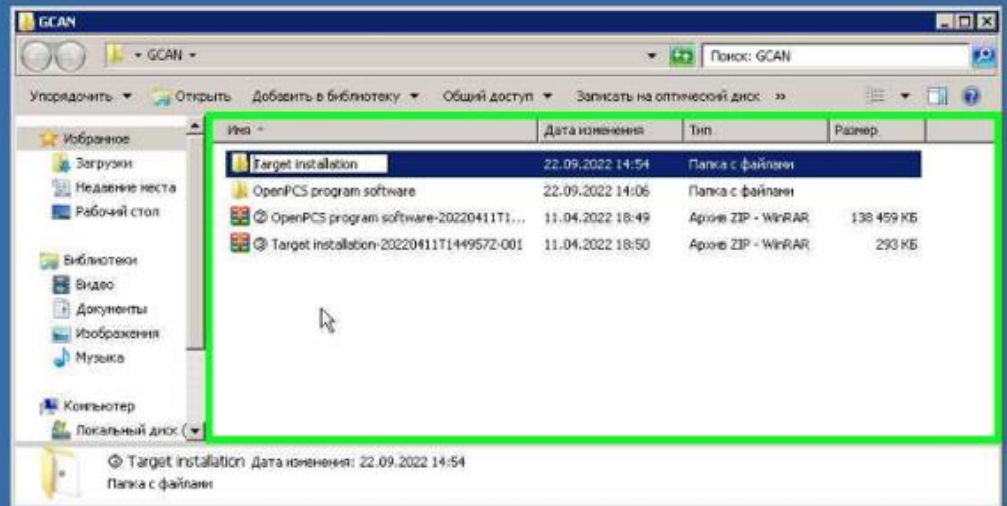 GCAN
GCAN
Поиск: GCAN
Упорядочить Открыть Добавить в библиотеку Общий доступ Записать на оптический диск »
Избранное
Загрузки
Недавние места
Рабочий стол
Библиотеки
Видео
Документы
Изображения
Музыка
Компьютер
Локальный диск (
Имя Дата изменения Тип Размер
Target installation 22.09.2022 14:54 Папка с файлами
OpenPCS program software 22.09.2022 14:06 Папка с файлами
② OpenPCS program software-20220411T1... 11.04.2022 18:49 Архив ZIP - WinRAR 138 459 КБ
③ Target installation-20220411T144957Z-001 11.04.2022 18:50 Архив ZIP - WinRAR 293 КБ
③ Target installation Дата изменения: 22.09.2022 14:54
Папка с файлами